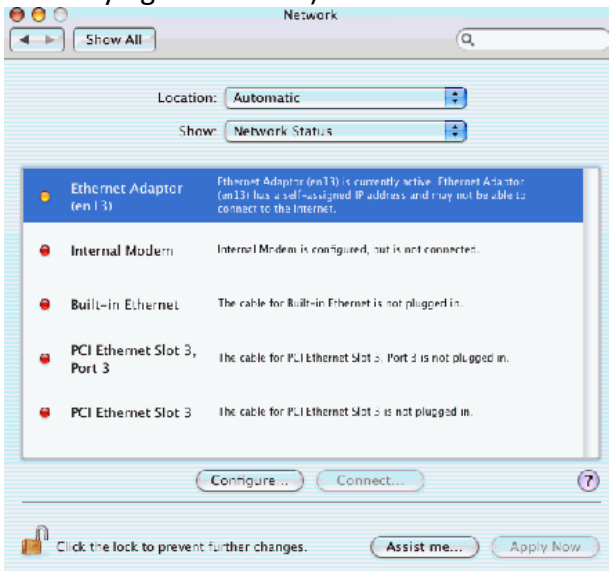 Network
Show All
Location: Automatic
Show: Network Status
Ethernet Adaptor
(en13)
Ethernet Adaptor (en13) is currently active. Ethernet Adaptor
(en13) has a self-assigned IP address and may not be able to
connect to the Internet.
Internal Modem
Internal Modem is configured, but is not connected.
Built-in Ethernet
The cable for Built-in Ethernet is not plugged in.
PCI Ethernet Slot 3,
Port 3
The cable for PCI Ethernet Slot 3, Port 3 is not plugged in.
PCI Ethernet Slot 3
The cable for PCI Ethernet Slot 3 is not plugged in.
Configure...
Connect...
?
Click the lock to prevent further changes.
Assist me...
Apply Now